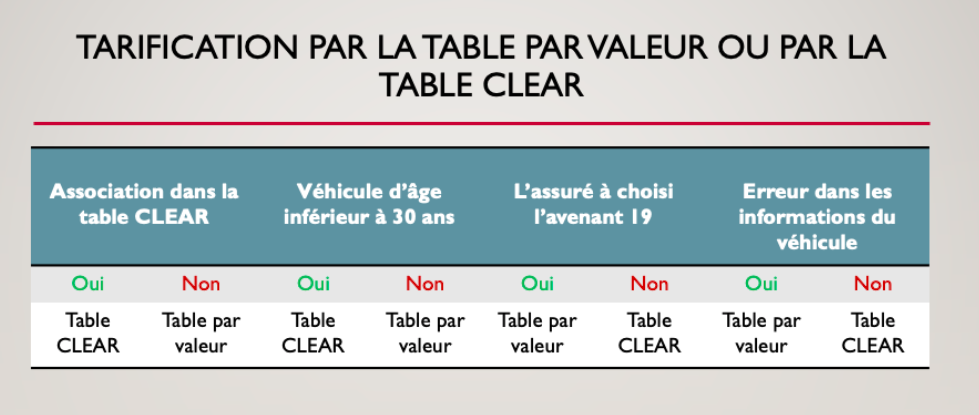 TARIFICATION PAR LA TABLE PAR VALEUR OU PAR LA
TABLE CLEAR
Association dans la table CLEAR
Véhicule d'âge inférieur à 30 ans
L'assuré à choisi l'avenant 19
Erreur dans les informations du véhicule
Oui Non Oui Non Oui Non Oui Non
Table CLEAR
Table par valeur
Table CLEAR
Table par valeur
Table par valeur
Table CLEAR
Table par valeur
Table CLEAR